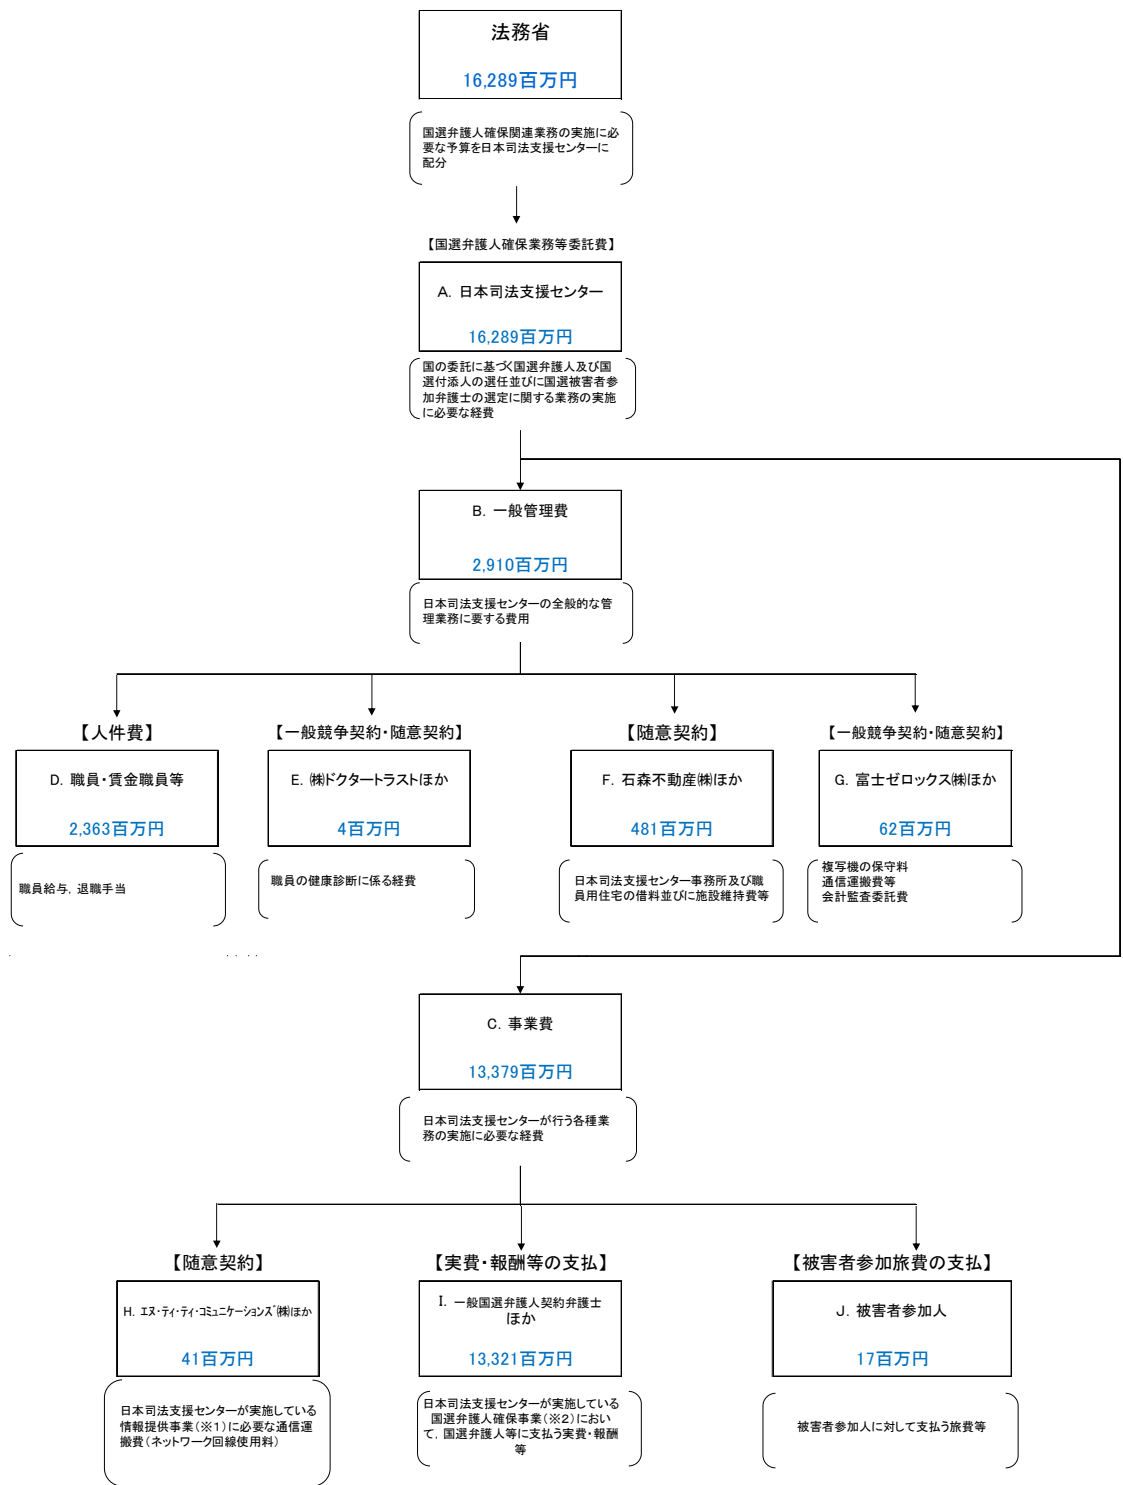 法務省
16,289百万円
国選弁護人確保関連業務の実施に必
要な予算を日本司法支援センターに
配分
【国選弁護人確保業務等委託費】
A．日本司法支援センター
16,289百万円
国の委託に基づく国選弁護人及び国
選付添人の選任並びに国選被害者参
加弁護士の選定に関する業務の実施
に必要な経費
B．一般管理費
2,910百万円
日本司法支援センターの全般的な管
理業務に要する費用
【人件費】
D．職員・賃金職員等
2,363百万円
職員給与，退職手当
【一般競争契約・随意契約】
E．㈱ドクタートラストほか
4百万円
職員の健康診断に係る経費
【随意契約】
F．石森不動産㈱ほか
481百万円
日本司法支援センター事務所及び職
員用住宅の借料並びに施設維持費等
【一般競争契約・随意契約】
G．富士ゼロックス㈱ほか
62百万円
複写機の保守料
通信運搬費等
会計監査委託費
C．事業費
13,379百万円
日本司法支援センターが行う各種業
務の実施に必要な経費
【随意契約】
H．ｴﾇ・ﾃｨ・ﾃｨ・ｺﾐｭﾆｹｰｼｮﾝｽﾞ㈱ほか
41百万円
日本司法支援センターが実施している
情報提供事業（※１）に必要な通信運
搬費（ネットワーク回線使用料）
【実費・報酬等の支払】
I．一般国選弁護人契約弁護士
ほか
13,321百万円
日本司法支援センターが実施している
国選弁護人確保事業（※２）におい
て，国選弁護人等に支払う実費・報酬
等
【被害者参加旅費の支払】
J．被害者参加人
17百万円
被害者参加人に対して支払う旅費等